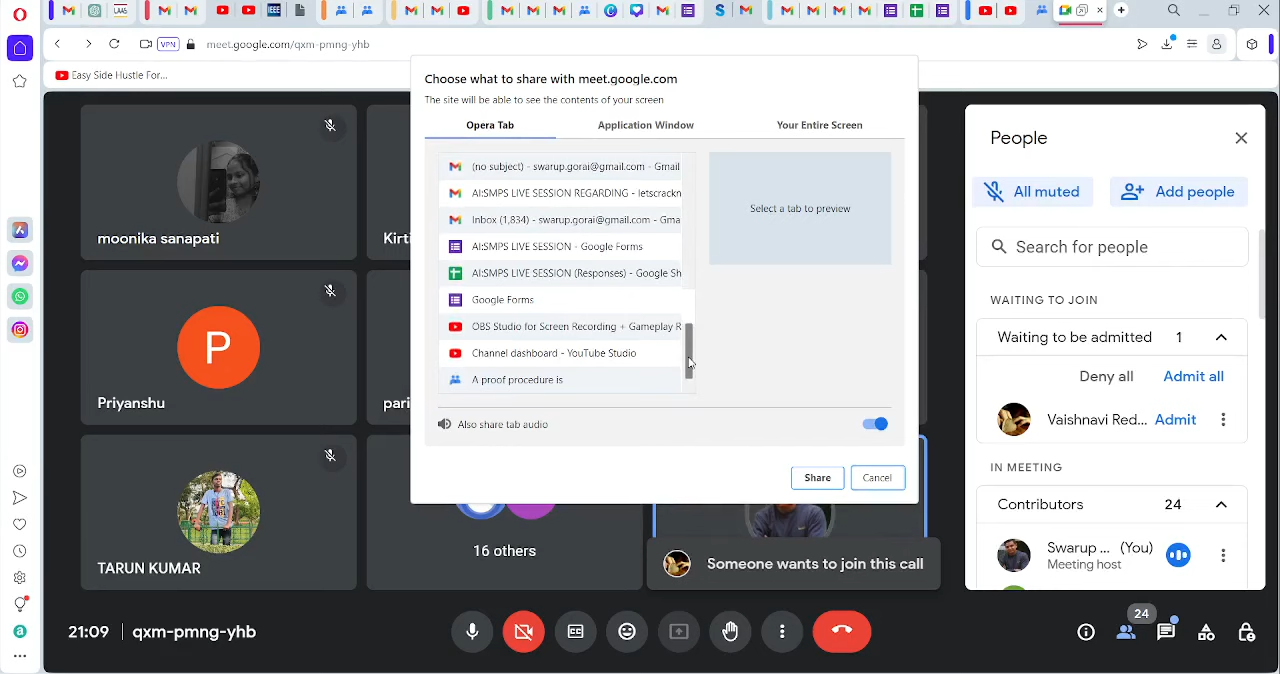 LAAS
IEEE
VPN
meet.google.com/qxm-pmng-yhb
Easy Side Hustle For...
Choose what to share with meet.google.com
The site will be able to see the contents of your screen
Opera Tab
Application Window
Your Entire Screen
(no subject) - swarup.gorai@gmail.com - Gmail
AI:SMPS LIVE SESSION REGARDING - letscrackn
Inbox (1,834) - swarup.gorai@gmail.com - Gma
AI:SMPS LIVE SESSION - Google Forms
AI:SMPS LIVE SESSION (Responses) - Google Sh
Google Forms
OBS Studio for Screen Recording + Gameplay R
Channel dashboard - YouTube Studio
A proof procedure is
Select a tab to preview
Also share tab audio
Share
Cancel
moonika sanapati
Kirti
P
Priyanshu
pari
TARUN KUMAR
16 others
Someone wants to join this call
People
All muted
Add people
Search for people
WAITING TO JOIN
Waiting to be admitted 1
Deny all
Admit all
Vaishnavi Red...
Admit
IN MEETING
Contributors 24
Swarup ... (You)
Meeting host
21:09
qxm-pmng-yhb
24